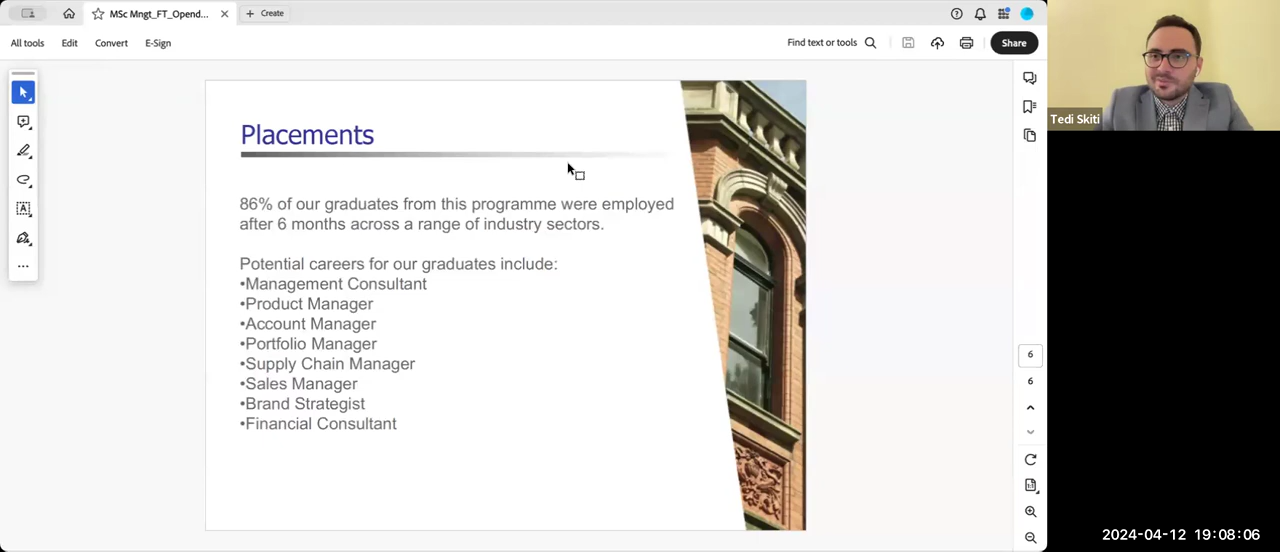 MSc Mngt_FT_Opend...
Create
All tools
Edit
Convert
E-Sign
Find text or tools
Share
Tedi Skiti
Placements
86% of our graduates from this programme were employed
after 6 months across a range of industry sectors.
Potential careers for our graduates include:
•Management Consultant
•Product Manager
•Account Manager
•Portfolio Manager
•Supply Chain Manager
•Sales Manager
•Brand Strategist
•Financial Consultant
6
6
2024-04-12 19:08:06